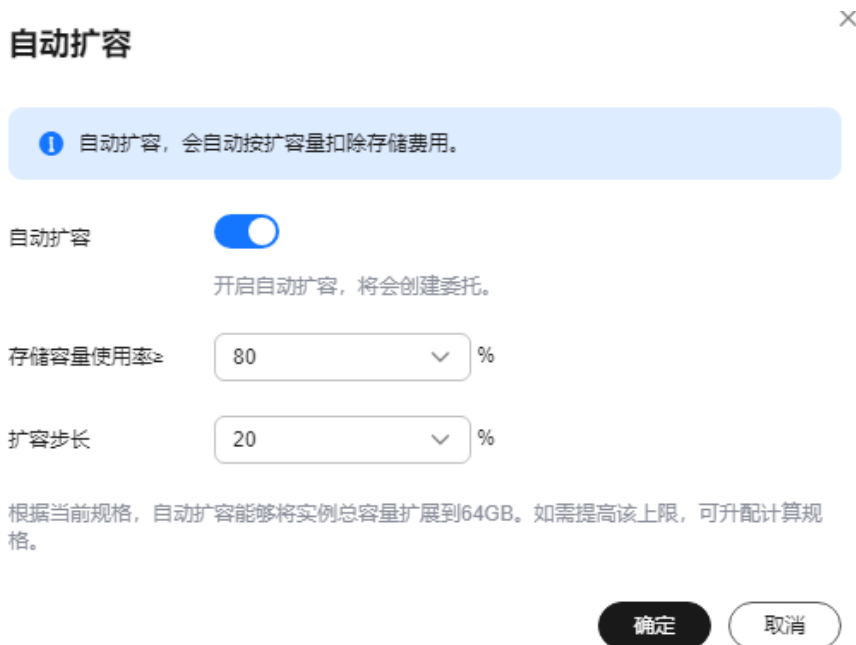 自动扩容
自动扩容，会自动按扩容量扣除存储费用。
自动扩容
开启自动扩容，将会创建委托。
存储容量使用率≥ 80 %
扩容步长 20 %
根据当前规格，自动扩容能够将实例总容量扩展到64GB。如需提高该上限，可升配计算规
格。
确定 取消